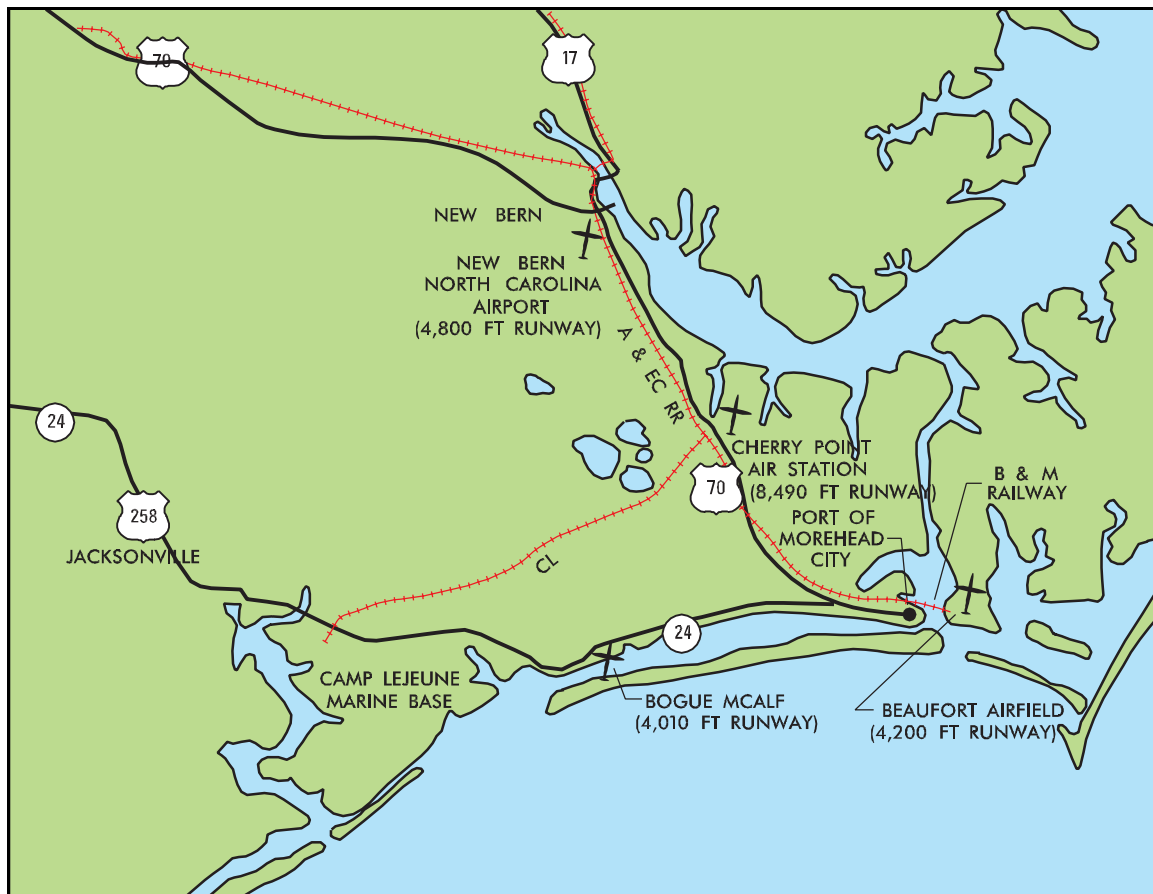 70
17
NEW BERN
NEW BERN
NORTH CAROLINA
AIRPORT
(4,800 FT RUNWAY)
A & EC RR
24
258
JACKSONVILLE
CHERRY POINT
AIR STATION
(8,490 FT RUNWAY)
70
B & M
RAILWAY
PORT OF
MOREHEAD
CITY
CL
24
CAMP LEJEUNE
MARINE BASE
BOGUE MCALF
(4,010 FT RUNWAY)
BEAUFORT AIRFIELD
(4,200 FT RUNWAY)